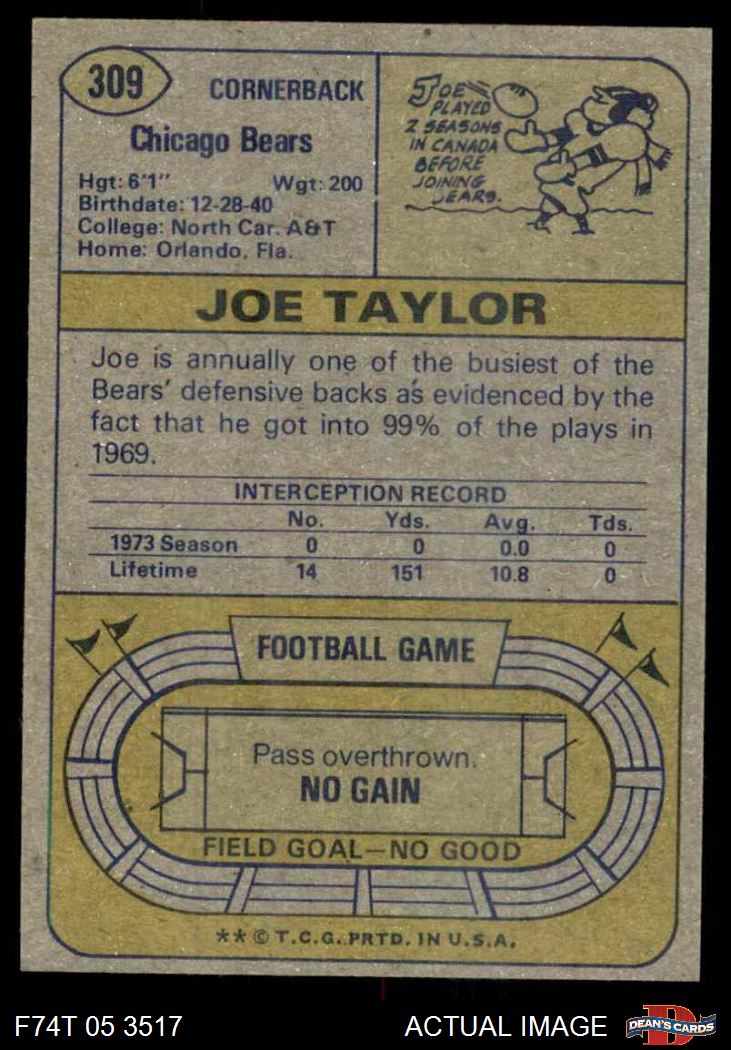 309
CORNERBACK
Chicago Bears
Hgt: 6'1" Wgt: 200
Birthdate: 12-28-40
College: North Car. A&T
Home: Orlando, Fla.
JOE
PLAYED
2 SEASONS
IN CANADA
BEFORE
JOINING
BEARS.
JOE TAYLOR
Joe is annually one of the busiest of the
Bears' defensive backs as evidenced by the
fact that he got into 99% of the plays in
1969.
INTERCEPTION RECORD
No. Yds. Avg. Tds.
1973 Season 0 0 0.0 0
Lifetime 14 151 10.8 0
FOOTBALL GAME
Pass overthrown.
NO GAIN
FIELD GOAL—NO GOOD
** © T.C.G. PRTD. IN U.S.A.
F74T 05 3517 ACTUAL IMAGE
DEAN'S CARDS